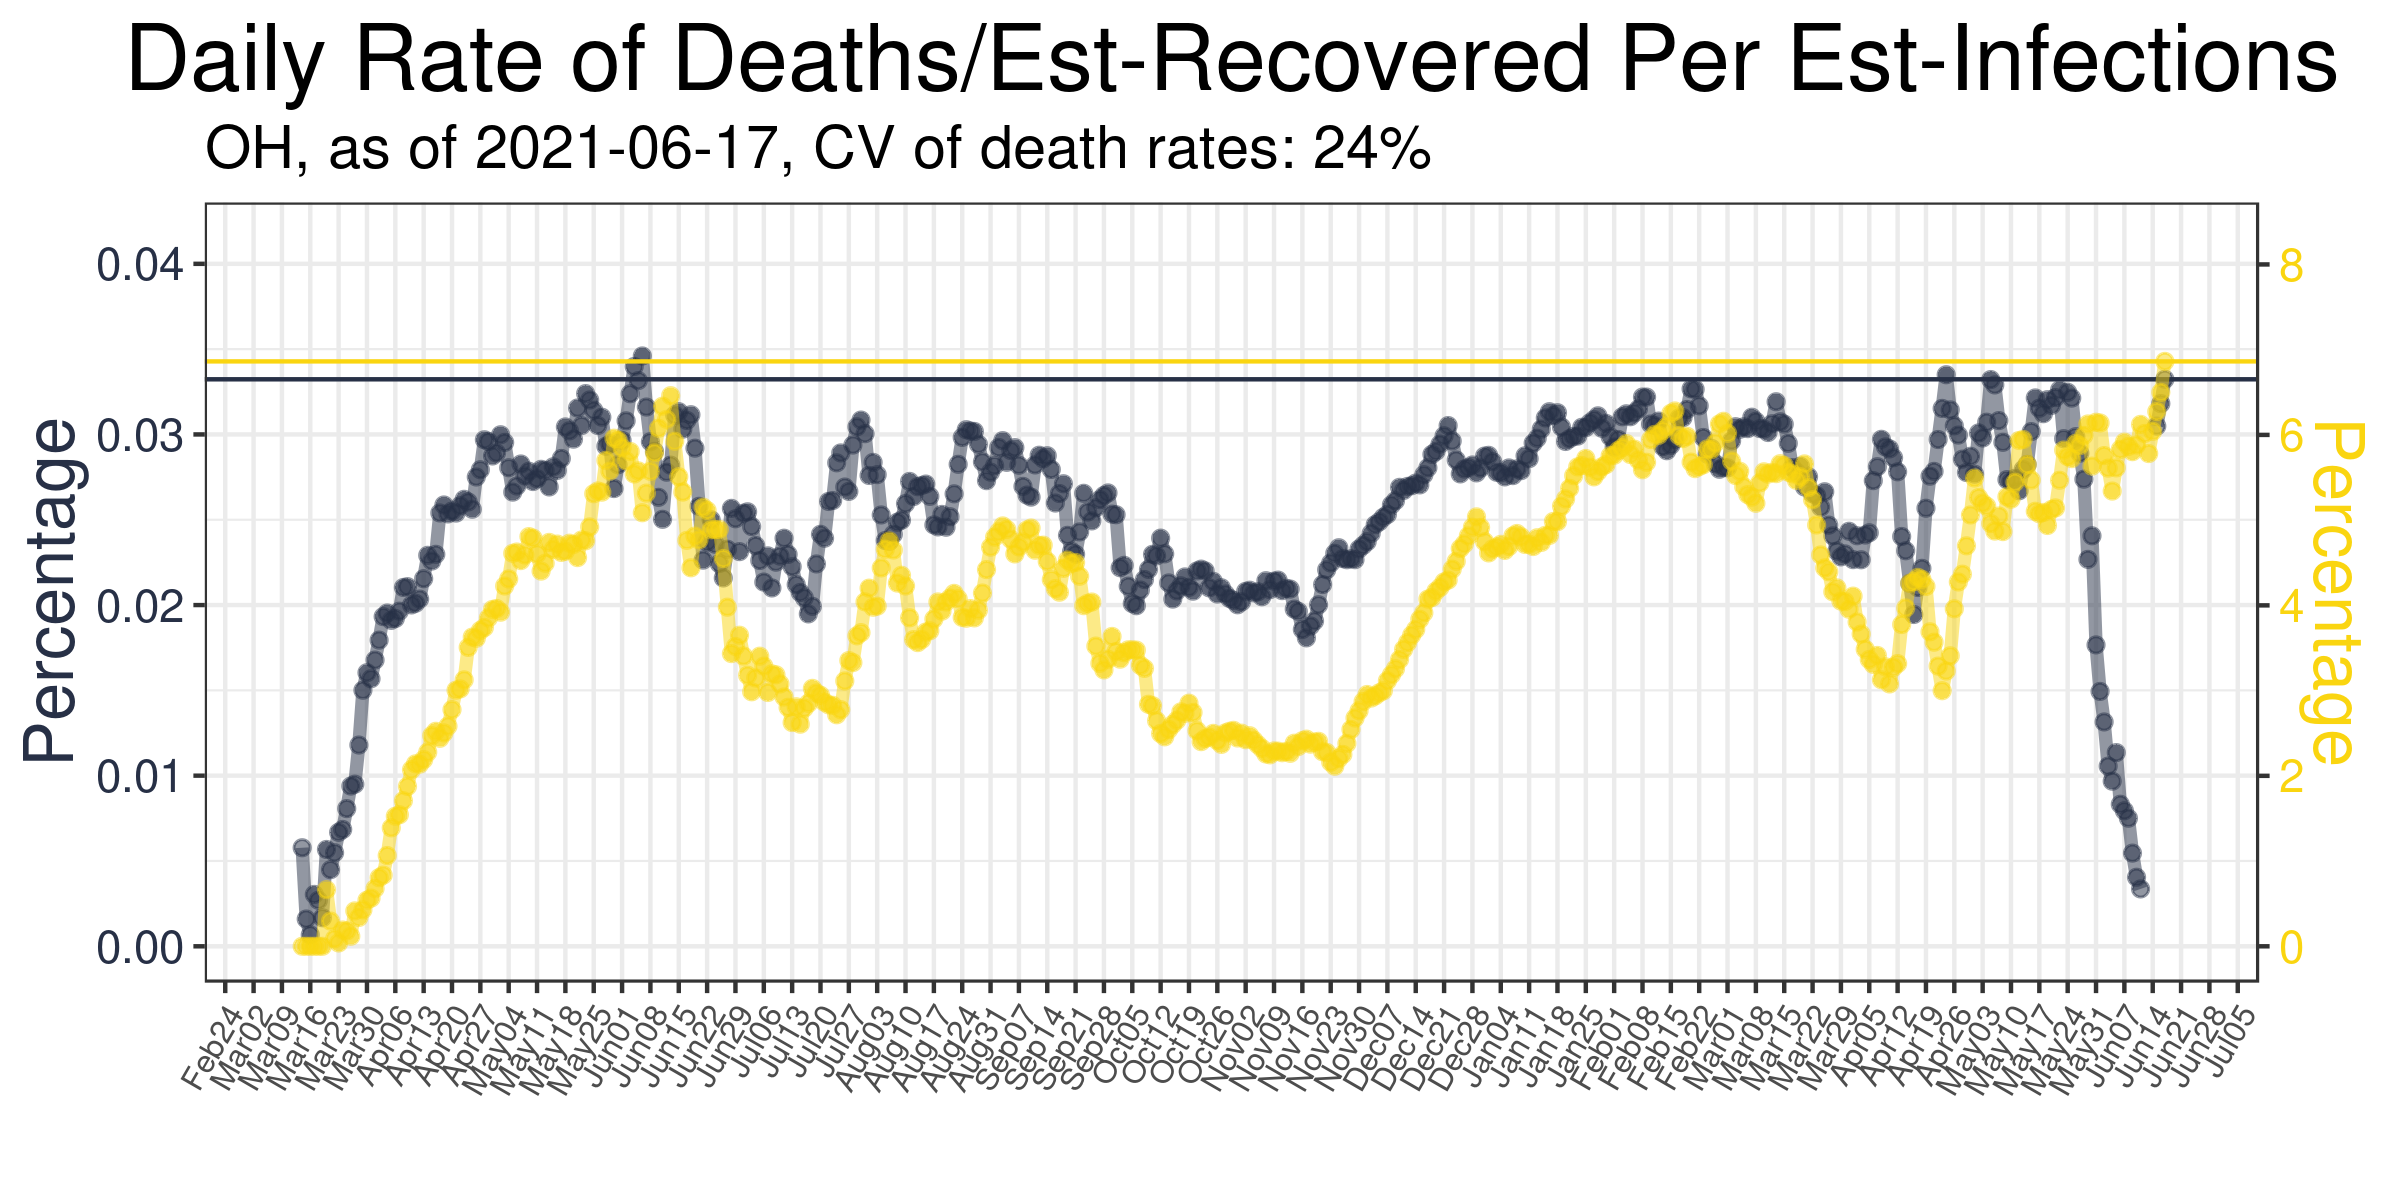 Daily Rate of Deaths/Est-Recovered Per Est-Infections
OH, as of 2021-06-17, CV of death rates: 24%
Percentage
0.04
0.03
0.02
0.01
0.00
8
6
4
2
0
Percentage
Feb24
Mar02
Mar09
Mar16
Mar23
Mar30
Apr06
Apr13
Apr20
Apr27
May04
May11
May18
May25
Jun01
Jun08
Jun15
Jun22
Jun29
Jul06
Jul13
Jul20
Jul27
Aug03
Aug10
Aug17
Aug24
Aug31
Sep07
Sep14
Sep21
Sep28
Oct05
Oct12
Oct19
Oct26
Nov02
Nov09
Nov16
Nov23
Nov30
Dec07
Dec14
Dec21
Dec28
Jan04
Jan11
Jan18
Jan25
Feb01
Feb08
Feb15
Feb22
Mar01
Mar08
Mar15
Mar22
Mar29
Apr05
Apr12
Apr19
Apr26
May03
May10
May17
May24
May31
Jun07
Jun14
Jun21
Jun28
Jul05